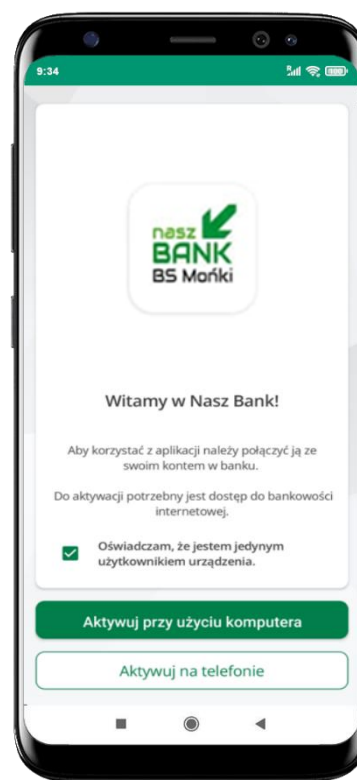 9:34
R
nasz
BANK
BS Mońki
Witamy w Nasz Bank!
Aby korzystać z aplikacji należy połączyć ją ze
swoim kontem w banku.
Do aktywacji potrzebny jest dostęp do bankowości
internetowej.
Oświadczam, że jestem jedynym
użytkownikiem urządzenia.
Aktywuj przy użyciu komputera
Aktywuj na telefonie